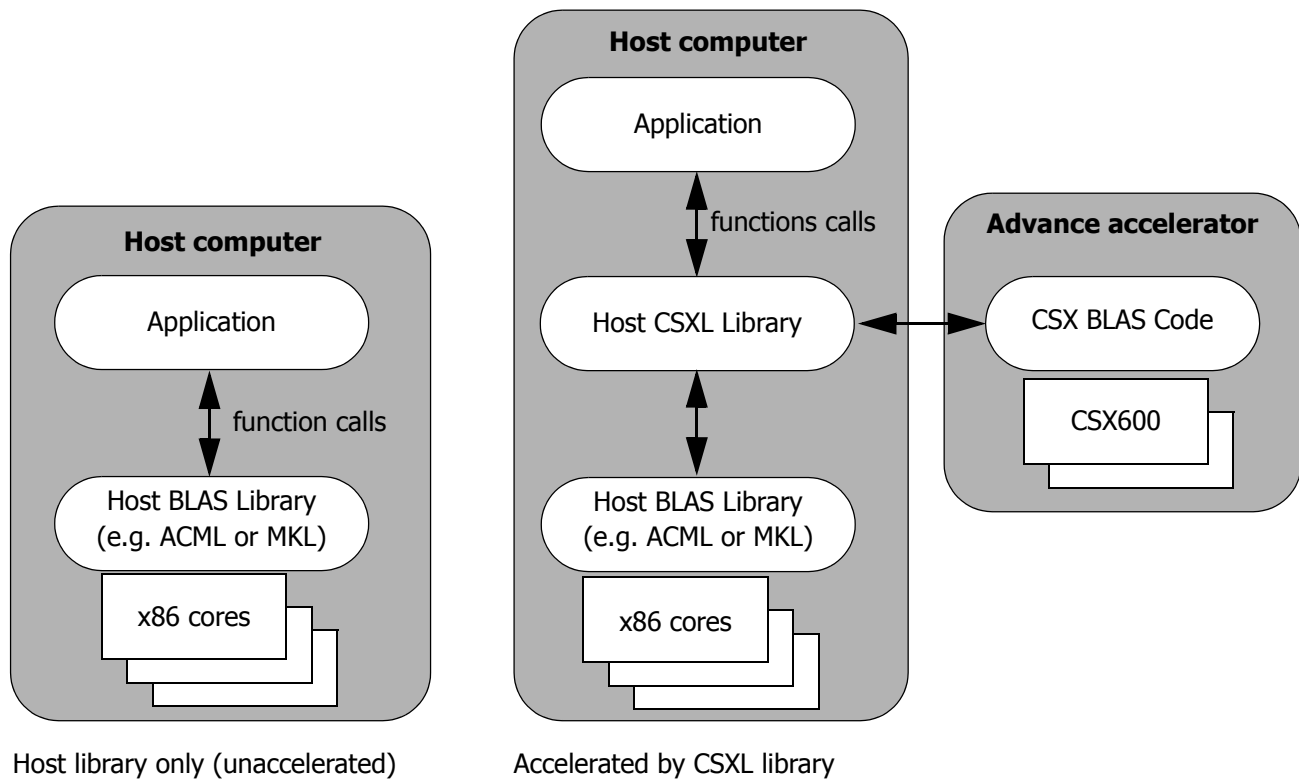 Host computer
Application
function calls
Host BLAS Library
(e.g. ACML or MKL)
x86 cores
Host library only (unaccelerated)
Host computer
Application
functions calls
Host CSXL Library
Host BLAS Library
(e.g. ACML or MKL)
x86 cores
Accelerated by CSXL library
Advance accelerator
CSX BLAS Code
CSX600